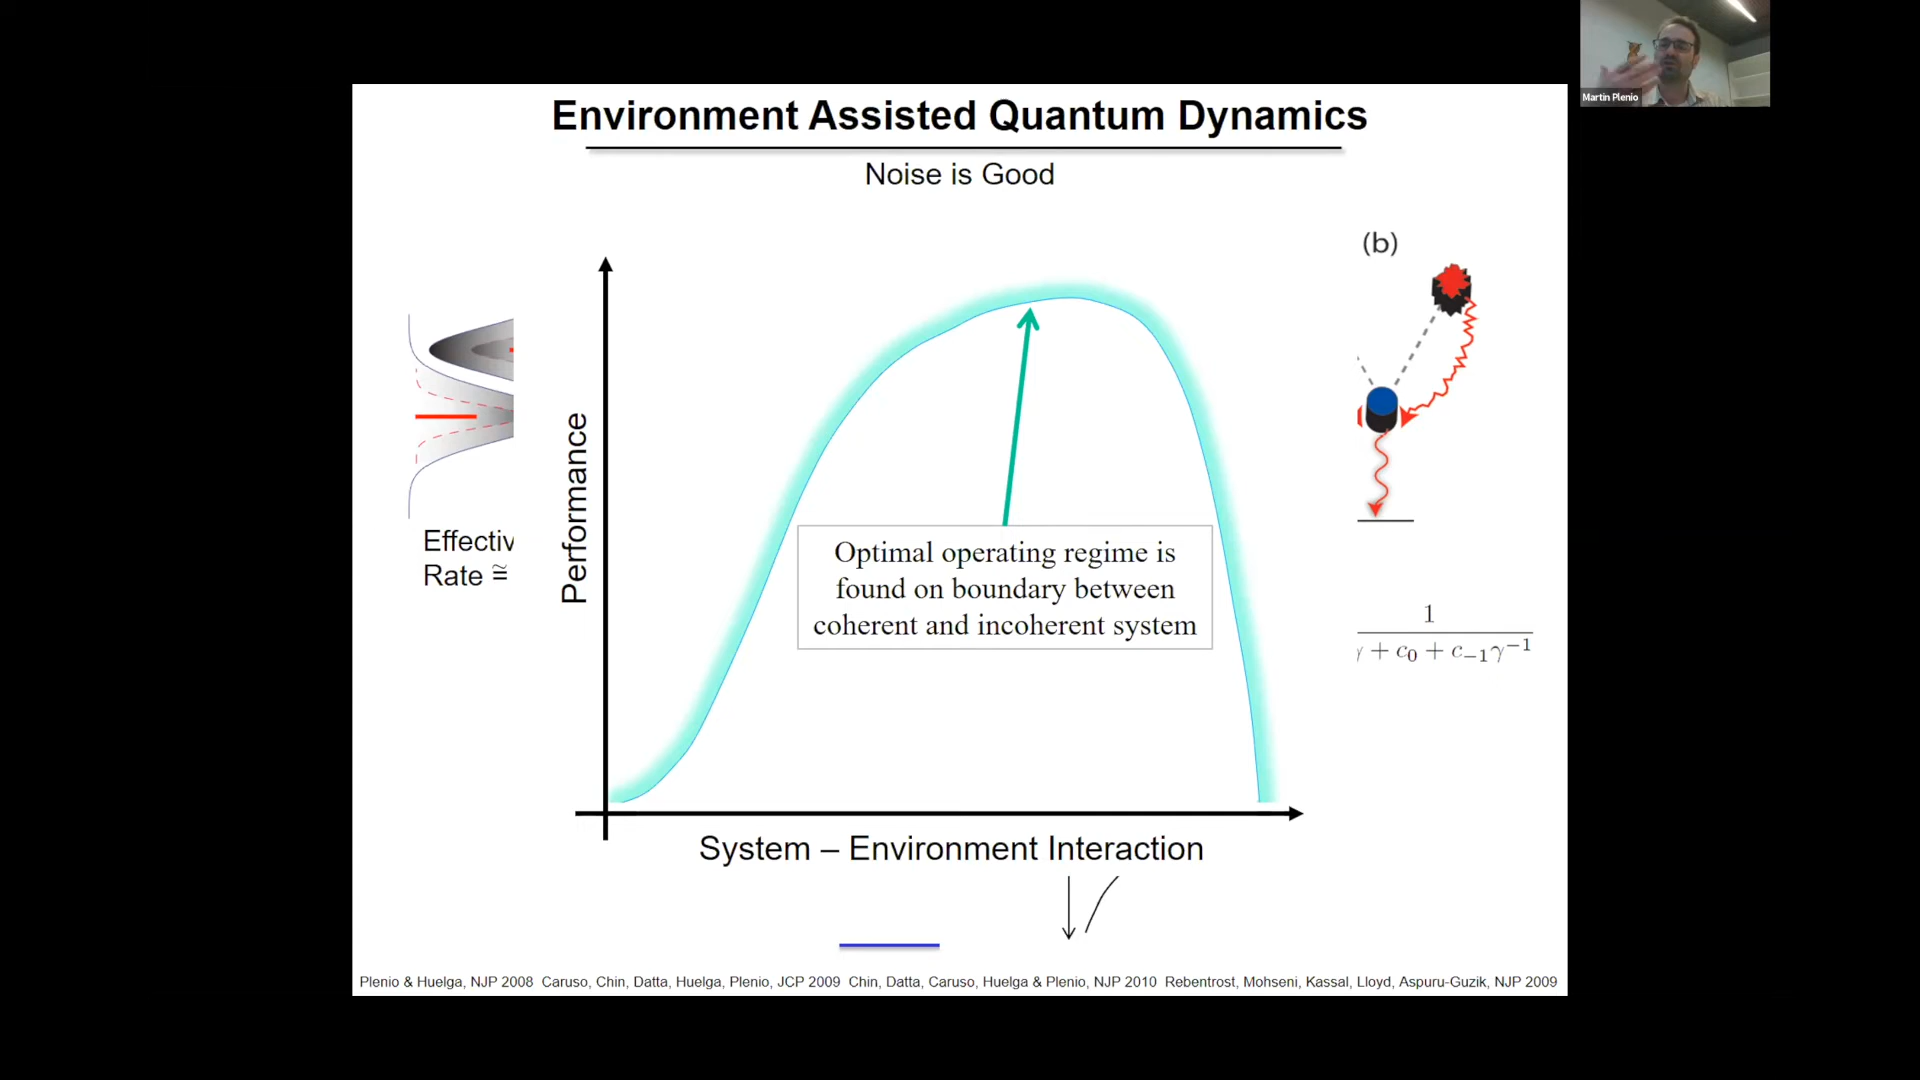 Martin Plenio
Environment Assisted Quantum Dynamics
Noise is Good
(b)
Performance
Effectiv
Rate ≅
Optimal operating regime is
found on boundary between
coherent and incoherent system
1
γ + c₀ + c₋₁γ⁻¹
System – Environment Interaction
Plenio & Huelga, NJP 2008 Caruso, Chin, Datta, Huelga, Plenio, JCP 2009 Chin, Datta, Caruso, Huelga & Plenio, NJP 2010 Rebentrost, Mohseni, Kassal, Lloyd, Aspuru-Guzik, NJP 2009